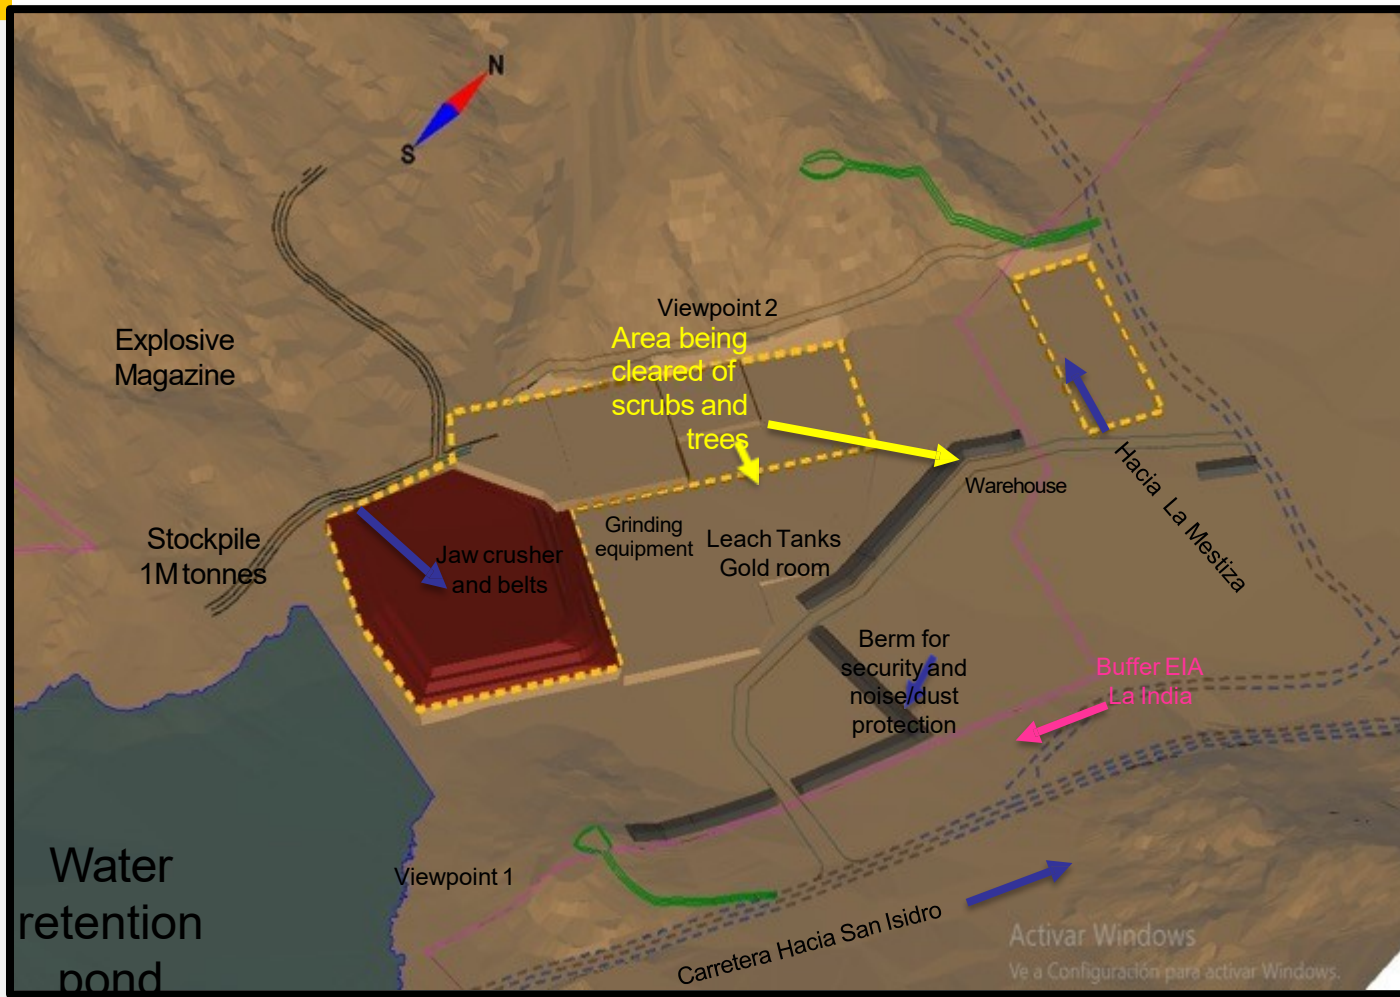 N
S
Viewpoint 2
Area being
cleared of
scrubs and
trees
Explosive
Magazine
Stockpile
1M tonnes
Jaw crusher
and belts
Grinding
equipment
Leach Tanks
Gold room
Warehouse
Hacia La Mestiza
Berm for
security and
noise/dust
protection
Buffer EIA
La India
Water
retention
pond
Viewpoint 1
Carretera Hacia San Isidro
Activar Windows
Ve a Configuración para activar Windows.